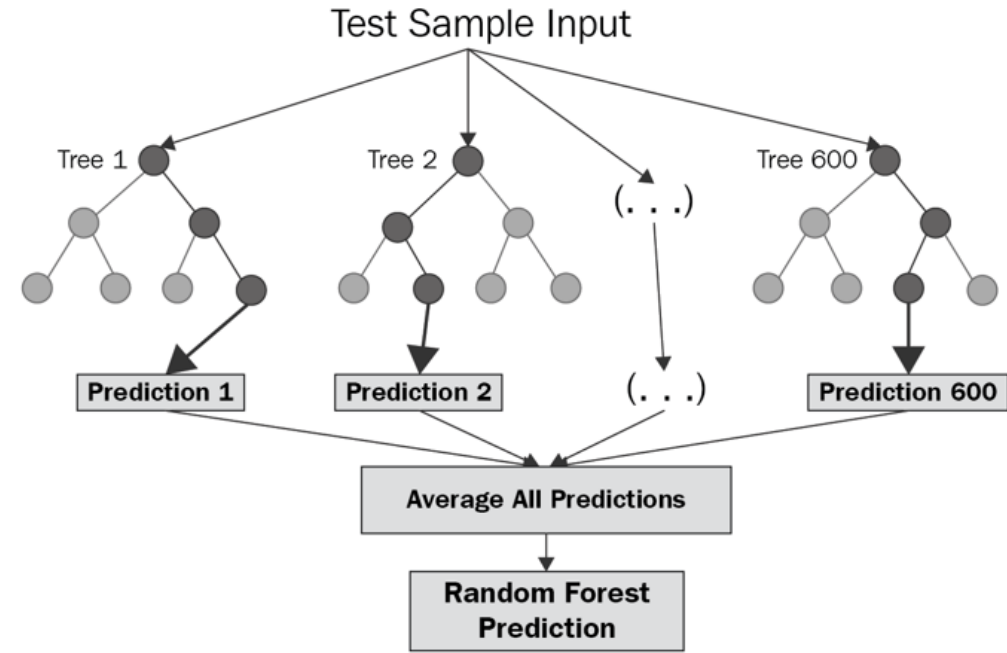 Test Sample Input
Tree 1
Tree 2
Tree 600
(. . .)
Prediction 1
Prediction 2
(. . .)
Prediction 600
Average All Predictions
Random Forest
Prediction